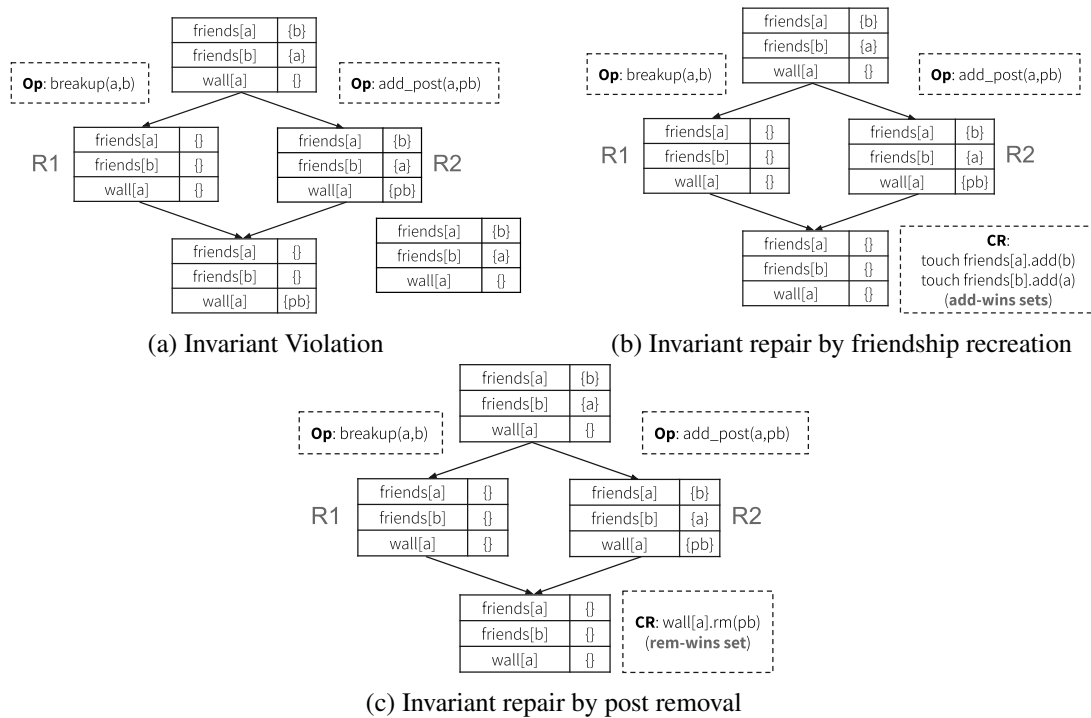 friends[a] {b}
friends[b] {a}
wall[a] {}
Op: breakup(a,b)
Op: add_post(a,pb)
R1
friends[a] {}
friends[b] {}
wall[a] {}
friends[a] {b}
friends[b] {a}
wall[a] {pb}
R2
friends[a] {}
friends[b] {}
wall[a] {pb}
friends[a] {b}
friends[b] {a}
wall[a] {}
(a) Invariant Violation
friends[a] {b}
friends[b] {a}
wall[a] {}
Op: breakup(a,b)
Op: add_post(a,pb)
R1
friends[a] {}
friends[b] {}
wall[a] {}
friends[a] {b}
friends[b] {a}
wall[a] {pb}
R2
friends[a] {}
friends[b] {}
wall[a] {}
CR:
touch friends[a].add(b)
touch friends[b].add(a)
(add-wins sets)
(b) Invariant repair by friendship recreation
friends[a] {b}
friends[b] {a}
wall[a] {}
Op: breakup(a,b)
Op: add_post(a,pb)
R1
friends[a] {}
friends[b] {}
wall[a] {}
friends[a] {b}
friends[b] {a}
wall[a] {pb}
R2
friends[a] {}
friends[b] {}
wall[a] {}
CR: wall[a].rm(pb)
(rem-wins set)
(c) Invariant repair by post removal